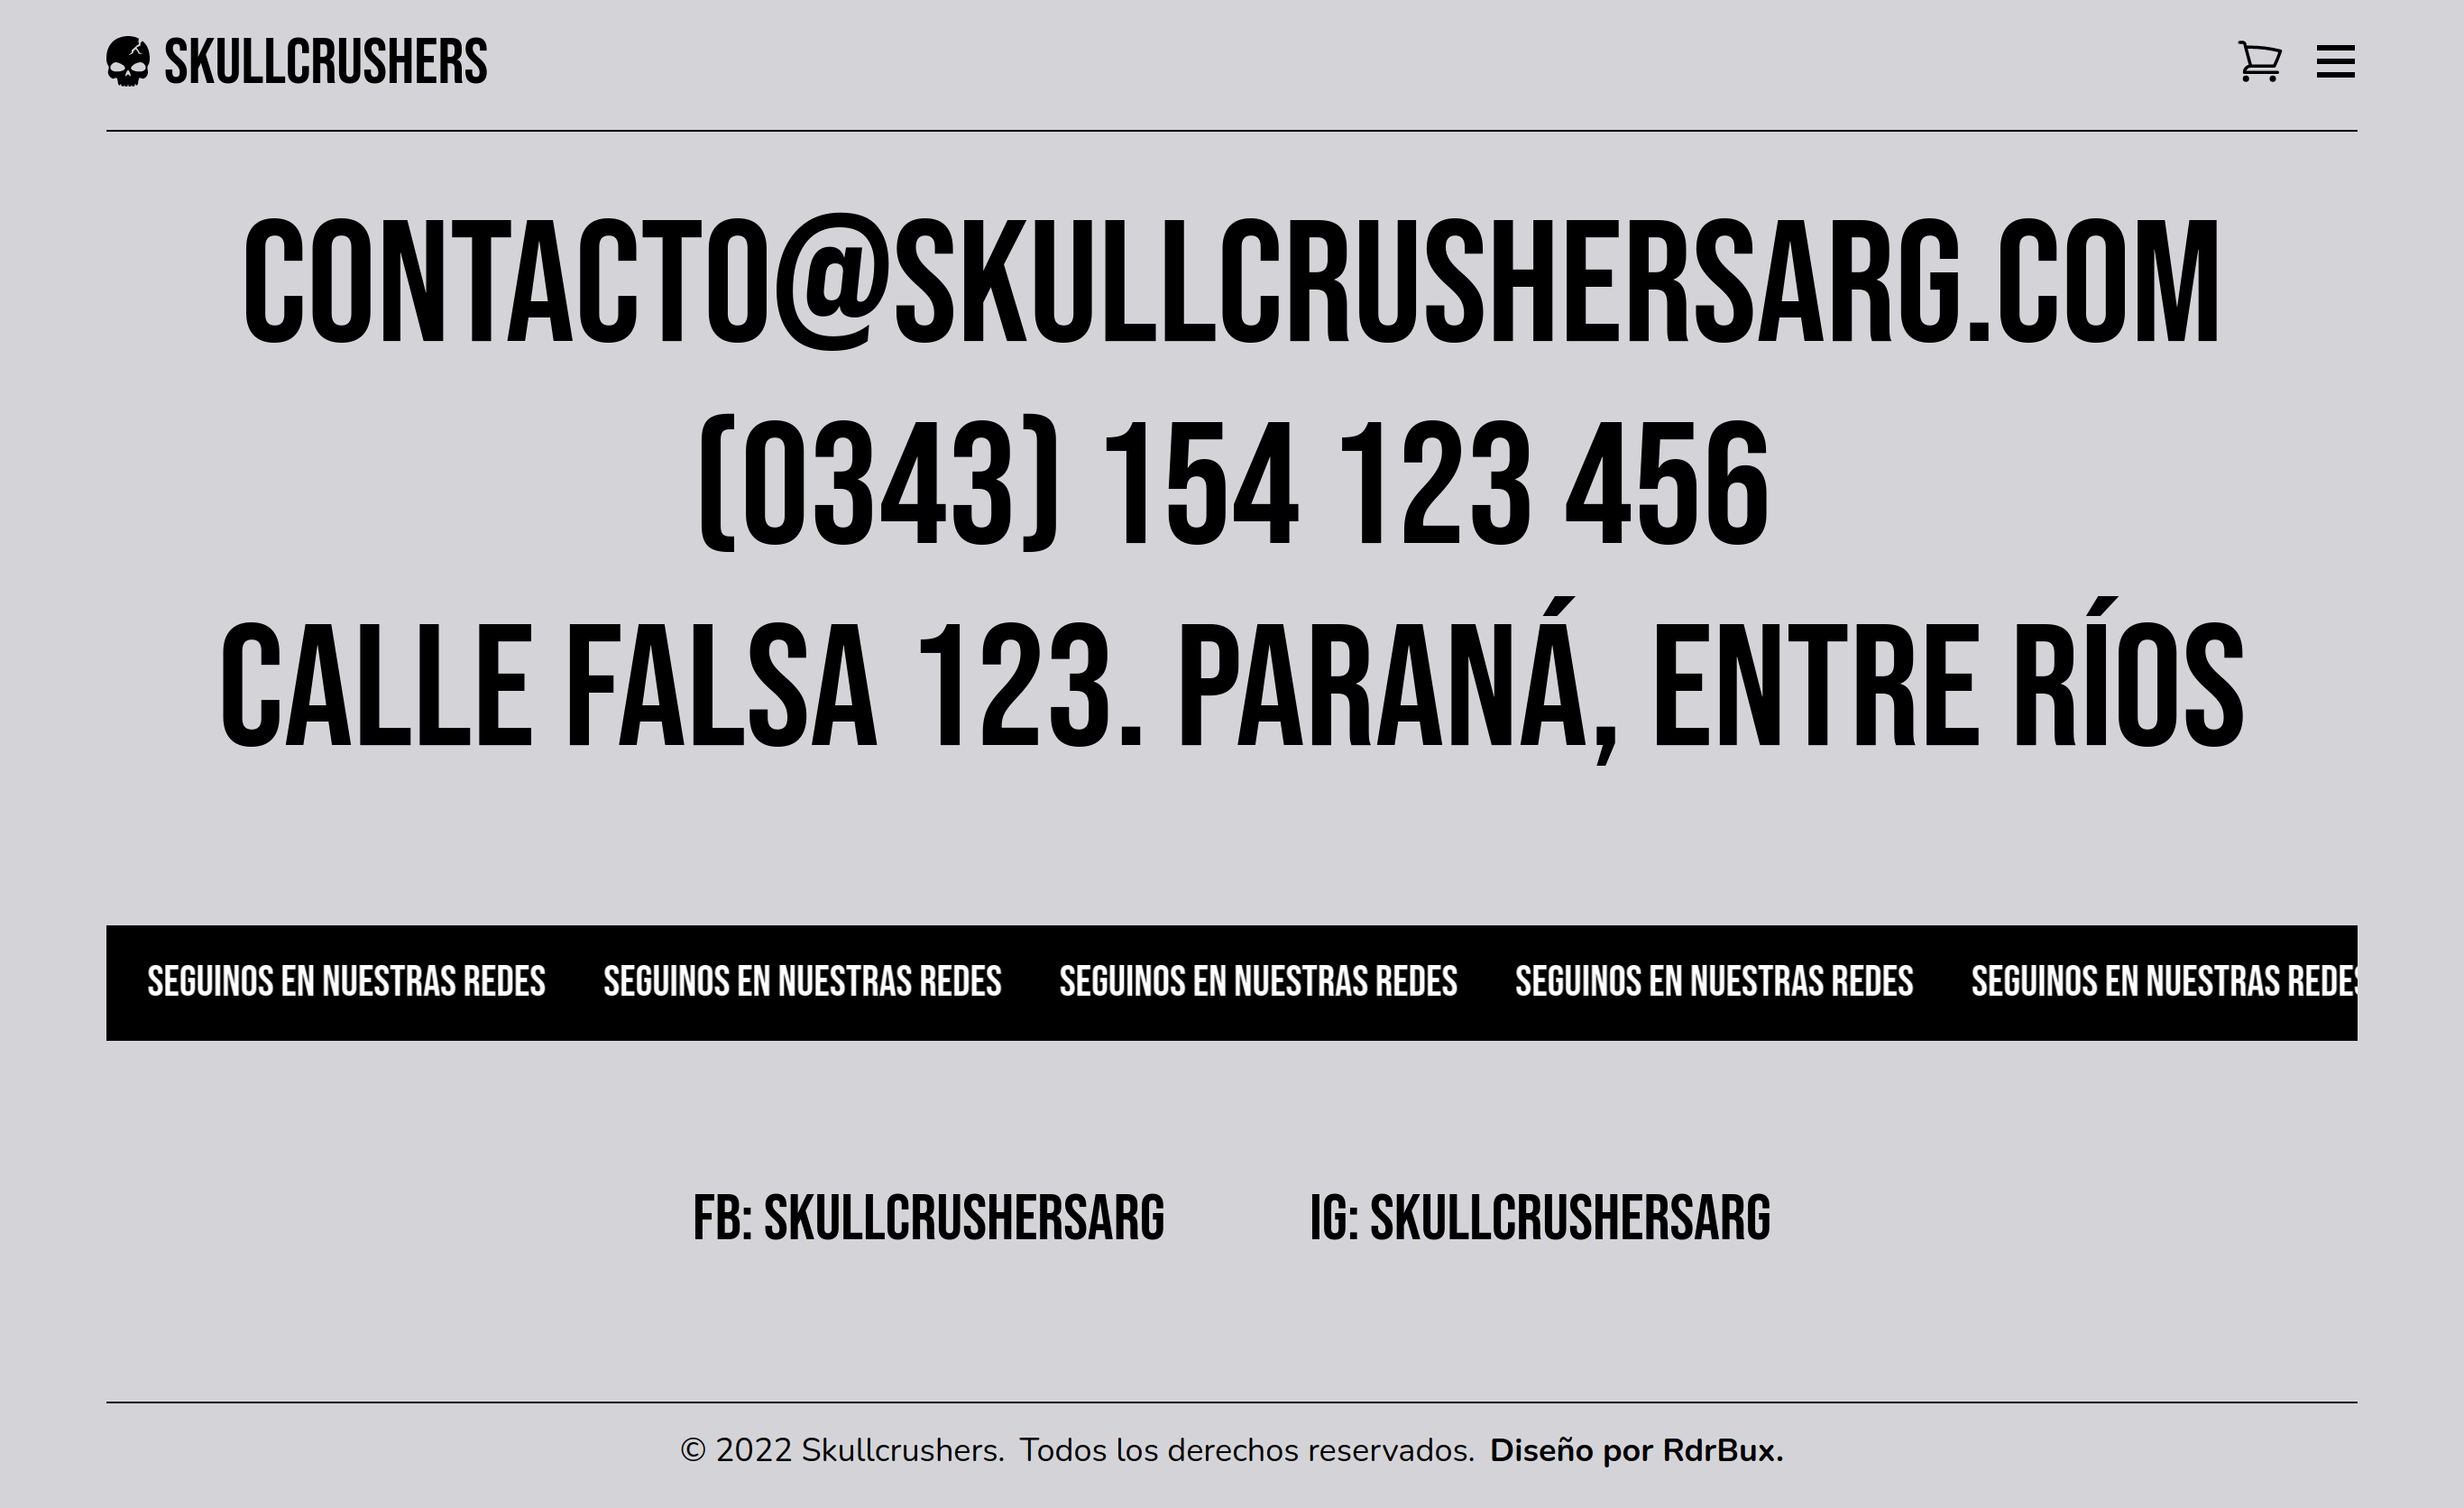 SKULLCRUSHERS
CONTACTO@SKULLCRUSHERSARG.COM
(0343) 154 123 456
CALLE FALSA 123. PARANÁ, ENTRE RÍOS
SEGUINOS EN NUESTRAS REDES SEGUINOS EN NUESTRAS REDES SEGUINOS EN NUESTRAS REDES SEGUINOS EN NUESTRAS REDES SEGUINOS EN NUESTRAS REDES
FB: SKULLCRUSHERSARG IG: SKULLCRUSHERSARG
© 2022 Skullcrushers. Todos los derechos reservados. Diseño por RdrBux.